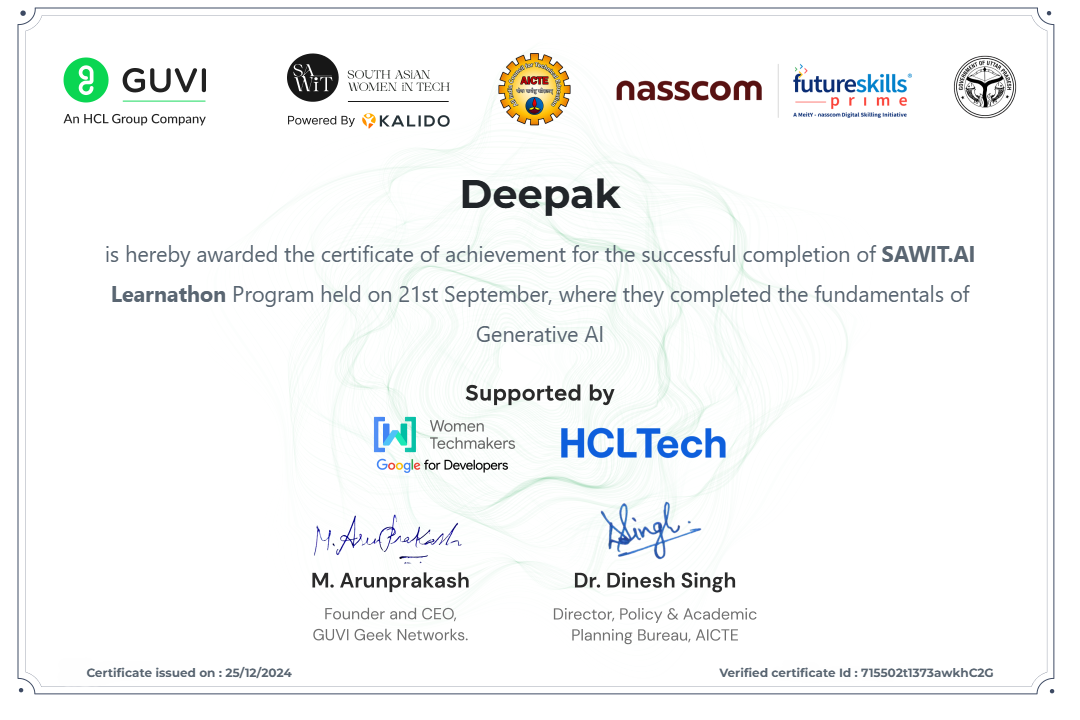 GUVI
An HCL Group Company
SA
WiT
SOUTH ASIAN
WOMEN iN TECH
Powered By KALIDO
AICTE
nasscom
futureskills®
prime
A MeitY - nasscom Digital Skilling Initiative
GOVERNMENT OF UTTAR PRADESH
Deepak
is hereby awarded the certificate of achievement for the successful completion of SAWIT.AI
Learnathon Program held on 21st September, where they completed the fundamentals of
Generative AI
Supported by
Women
Techmakers
Google for Developers
HCLTech
M. ArunPrakash
DSingh
M. Arunprakash
Dr. Dinesh Singh
Founder and CEO,
GUVI Geek Networks.
Director, Policy & Academic
Planning Bureau, AICTE
Certificate issued on : 25/12/2024
Verified certificate Id : 715502t1373awkhC2G